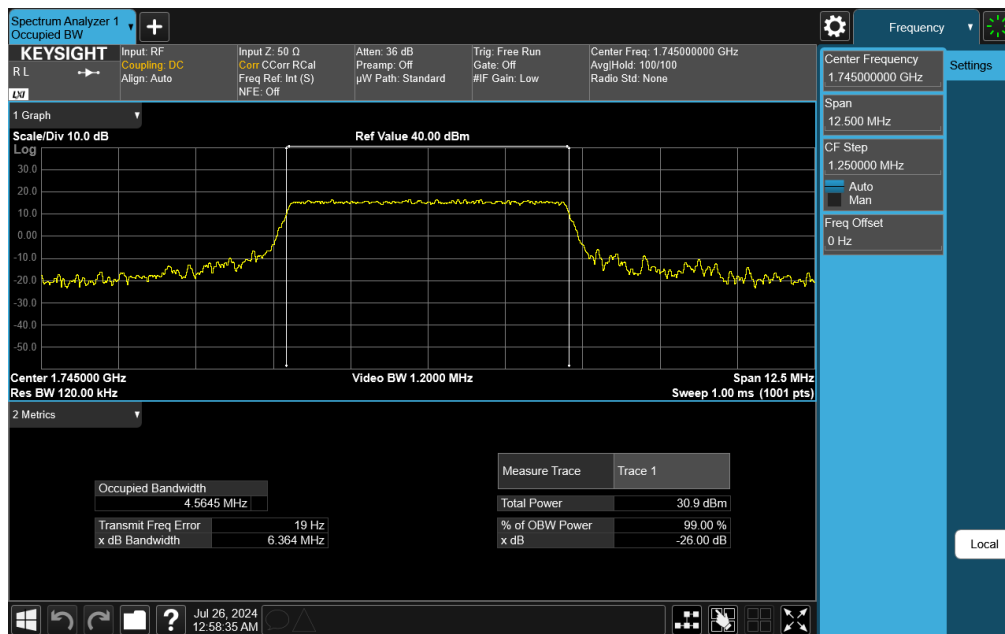 Spectrum Analyzer 1
Occupied BW
Frequency
KEYSIGHT
R L
LXI
Input: RF
Coupling: DC
Align: Auto
Input Z: 50 Ω
Corr CCorr RCal
Freq Ref: Int (S)
NFE: Off
Atten: 36 dB
Preamp: Off
µW Path: Standard
Trig: Free Run
Gate: Off
#IF Gain: Low
Center Freq: 1.745000000 GHz
Avg|Hold: 100/100
Radio Std: None
Center Frequency
1.745000000 GHz
Settings
Span
12.500 MHz
CF Step
1.250000 MHz
Auto
Man
Freq Offset
0 Hz
Local
1 Graph
Scale/Div 10.0 dB
Ref Value 40.00 dBm
Log
30.0
20.0
10.0
0.00
-10.0
-20.0
-30.0
-40.0
-50.0
Center 1.745000 GHz
Video BW 1.2000 MHz
Span 12.5 MHz
Res BW 120.00 kHz
Sweep 1.00 ms (1001 pts)
2 Metrics
Measure Trace Trace 1
Occupied Bandwidth
4.5645 MHz
Total Power 30.9 dBm
Transmit Freq Error 19 Hz
% of OBW Power 99.00 %
x dB Bandwidth 6.364 MHz
x dB -26.00 dB
Jul 26, 2024
12:58:35 AM